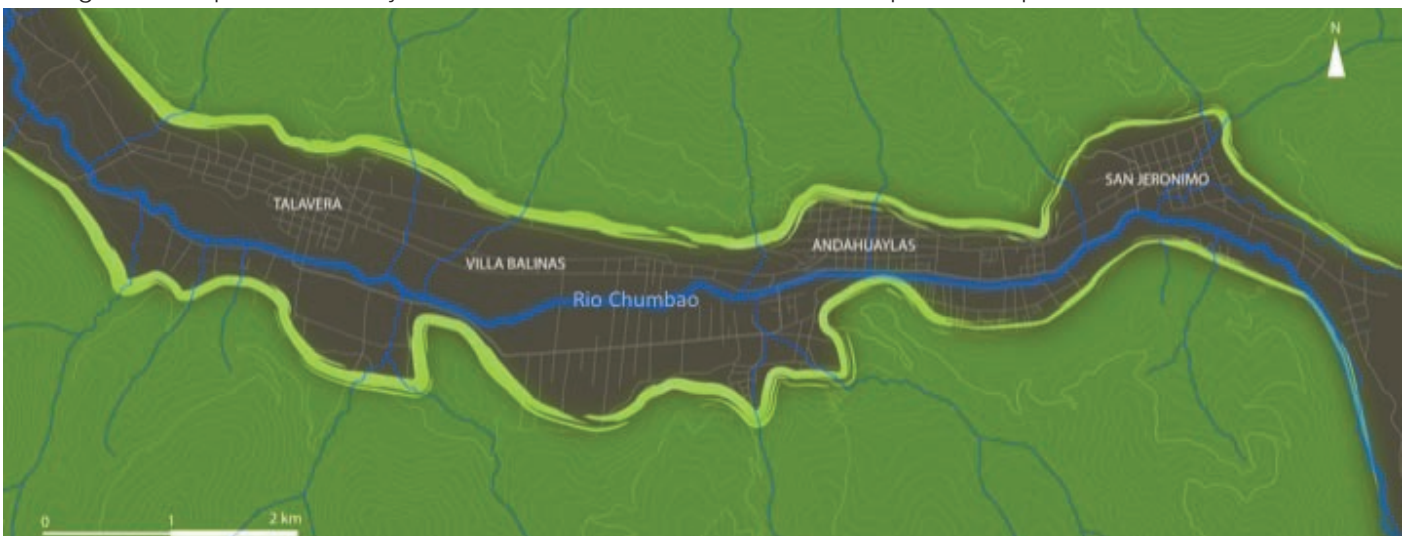 N
SAN JERONIMO
TALAVERA
ANDAHUAYLAS
VILLA BALINAS
Rio Chumbao
0 1 2 km